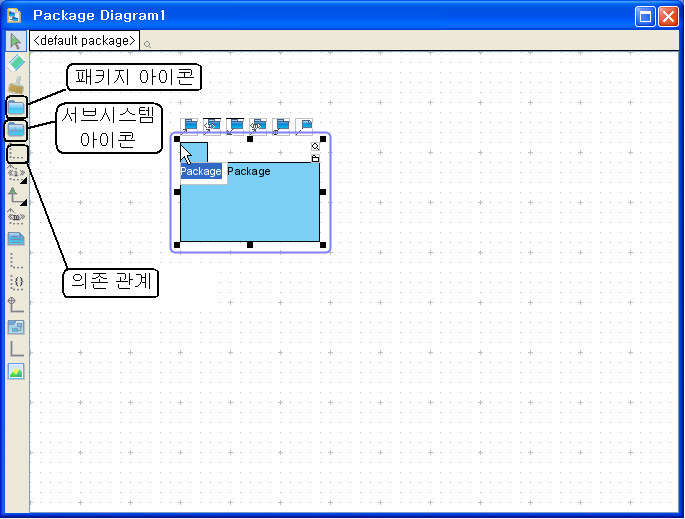 Package Diagram1
<default package>
패키지 아이콘
서브시스템
아이콘
Package Package
의존 관계